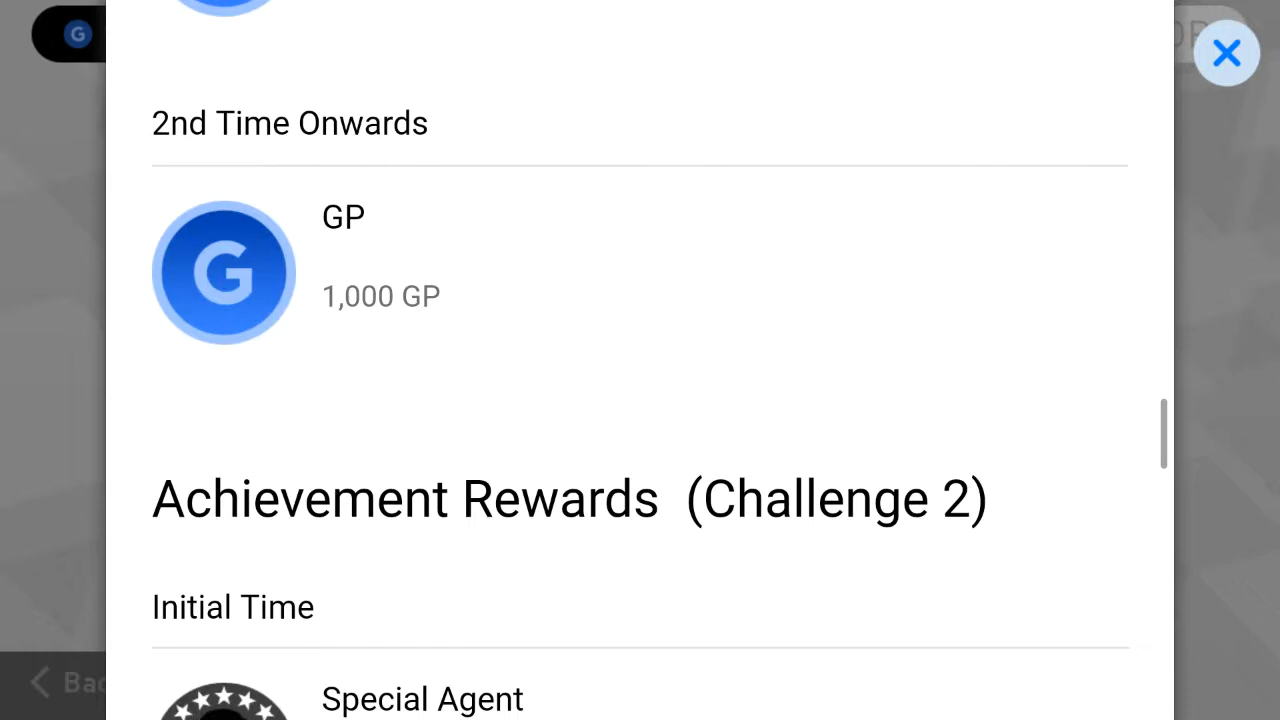 G
2nd Time Onwards
G
GP
1,000 GP
Achievement Rewards (Challenge 2)
Initial Time
Special Agent